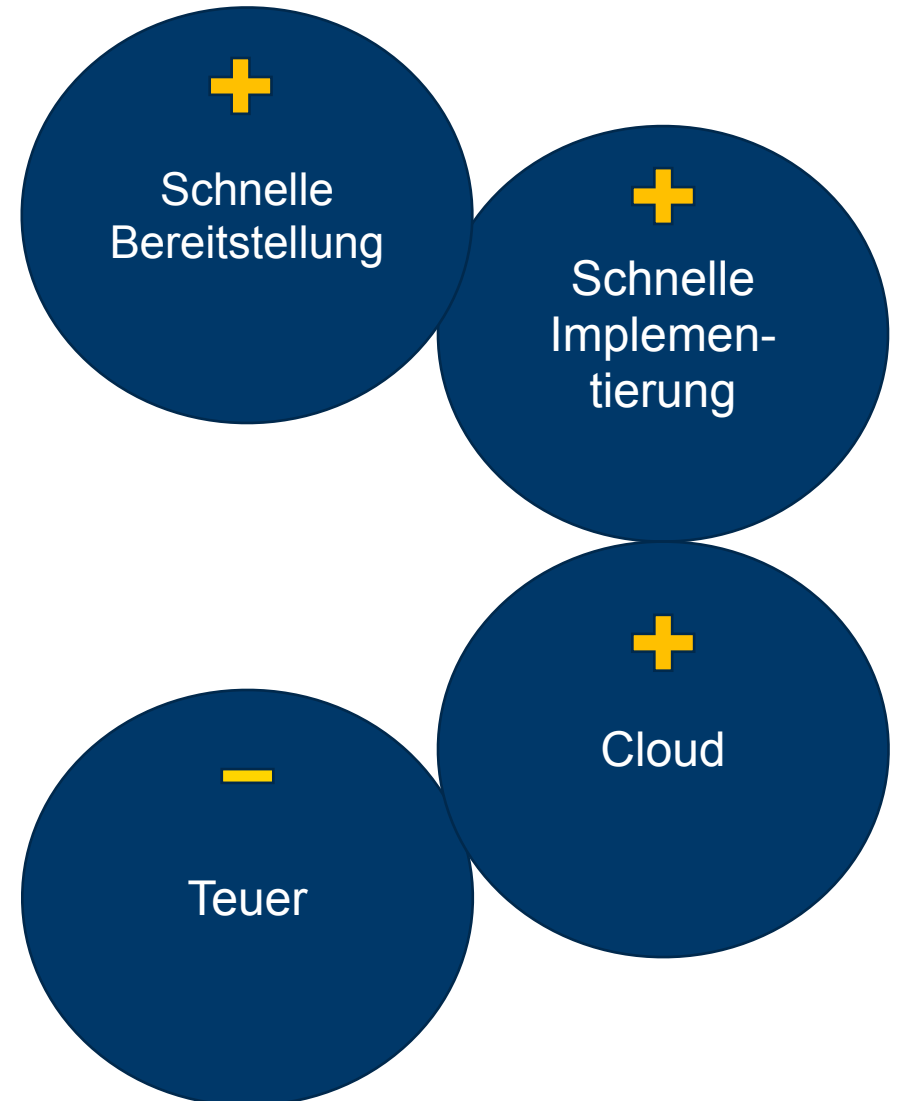 +
Schnelle
Bereitstellung
+
Schnelle
Implemen-
tierung
+
Cloud
–
Teuer